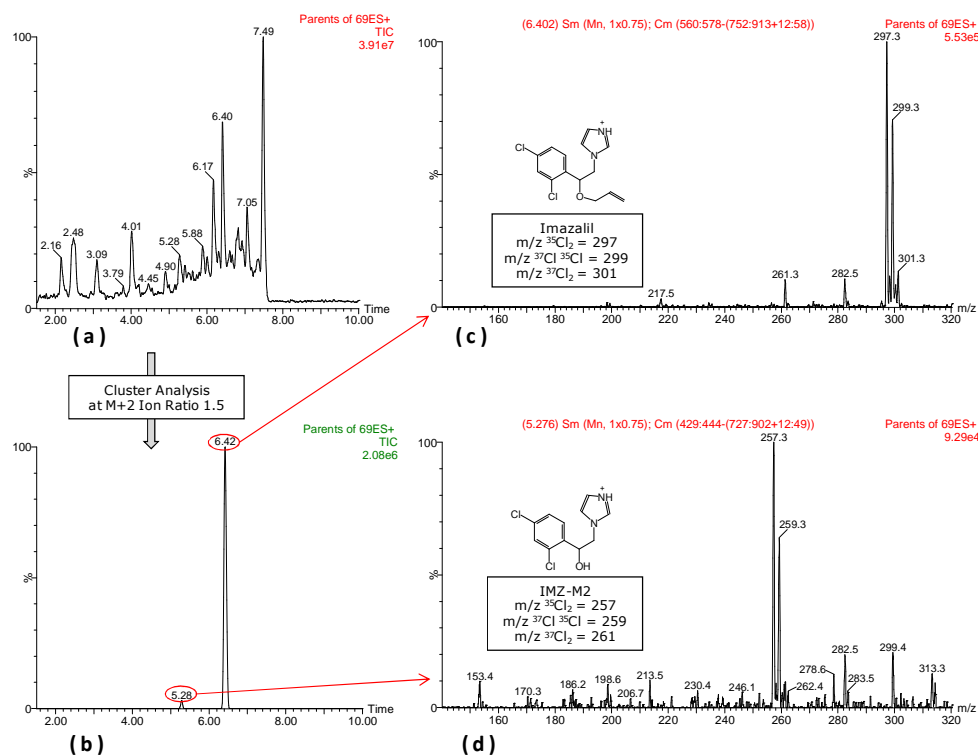 Parents of 69ES+
TIC
3.91e7
7.49
6.40
6.17
7.05
4.01
2.48
5.88
5.28
2.16
3.09
4.90
3.79
4.45
100
%
0
2.00
4.00
6.00
8.00
10.00
Time
(a)
Cluster Analysis
at M+2 Ion Ratio 1.5
Parents of 69ES+
TIC
2.08e6
6.42
5.28
100
%
0
2.00
4.00
6.00
8.00
10.00
Time
(b)
(6.402) Sm (Mn, 1x0.75); Cm (560:578-(752:913+12:58))
Parents of 69ES+
5.53e5
297.3
299.3
301.3
282.5
261.3
217.5
100
%
0
Cl
Cl
O
N
NH
+
Imazalil
m/z ³⁵Cl₂ = 297
m/z ³⁷Cl ³⁵Cl = 299
m/z ³⁷Cl₂ = 301
160
180
200
220
240
260
280
300
320
m/z
(c)
(5.276) Sm (Mn, 1x0.75); Cm (429:444-(727:902+12:49))
Parents of 69ES+
9.29e4
257.3
259.3
299.4
282.5
313.3
278.6
283.5
262.4
246.1
230.4
213.5
206.7
198.6
186.2
170.3
153.4
100
%
0
Cl
Cl
OH
N
NH
+
IMZ-M2
m/z ³⁵Cl₂ = 257
m/z ³⁷Cl ³⁵Cl = 259
m/z ³⁷Cl₂ = 261
160
180
200
220
240
260
280
300
320
m/z
(d)